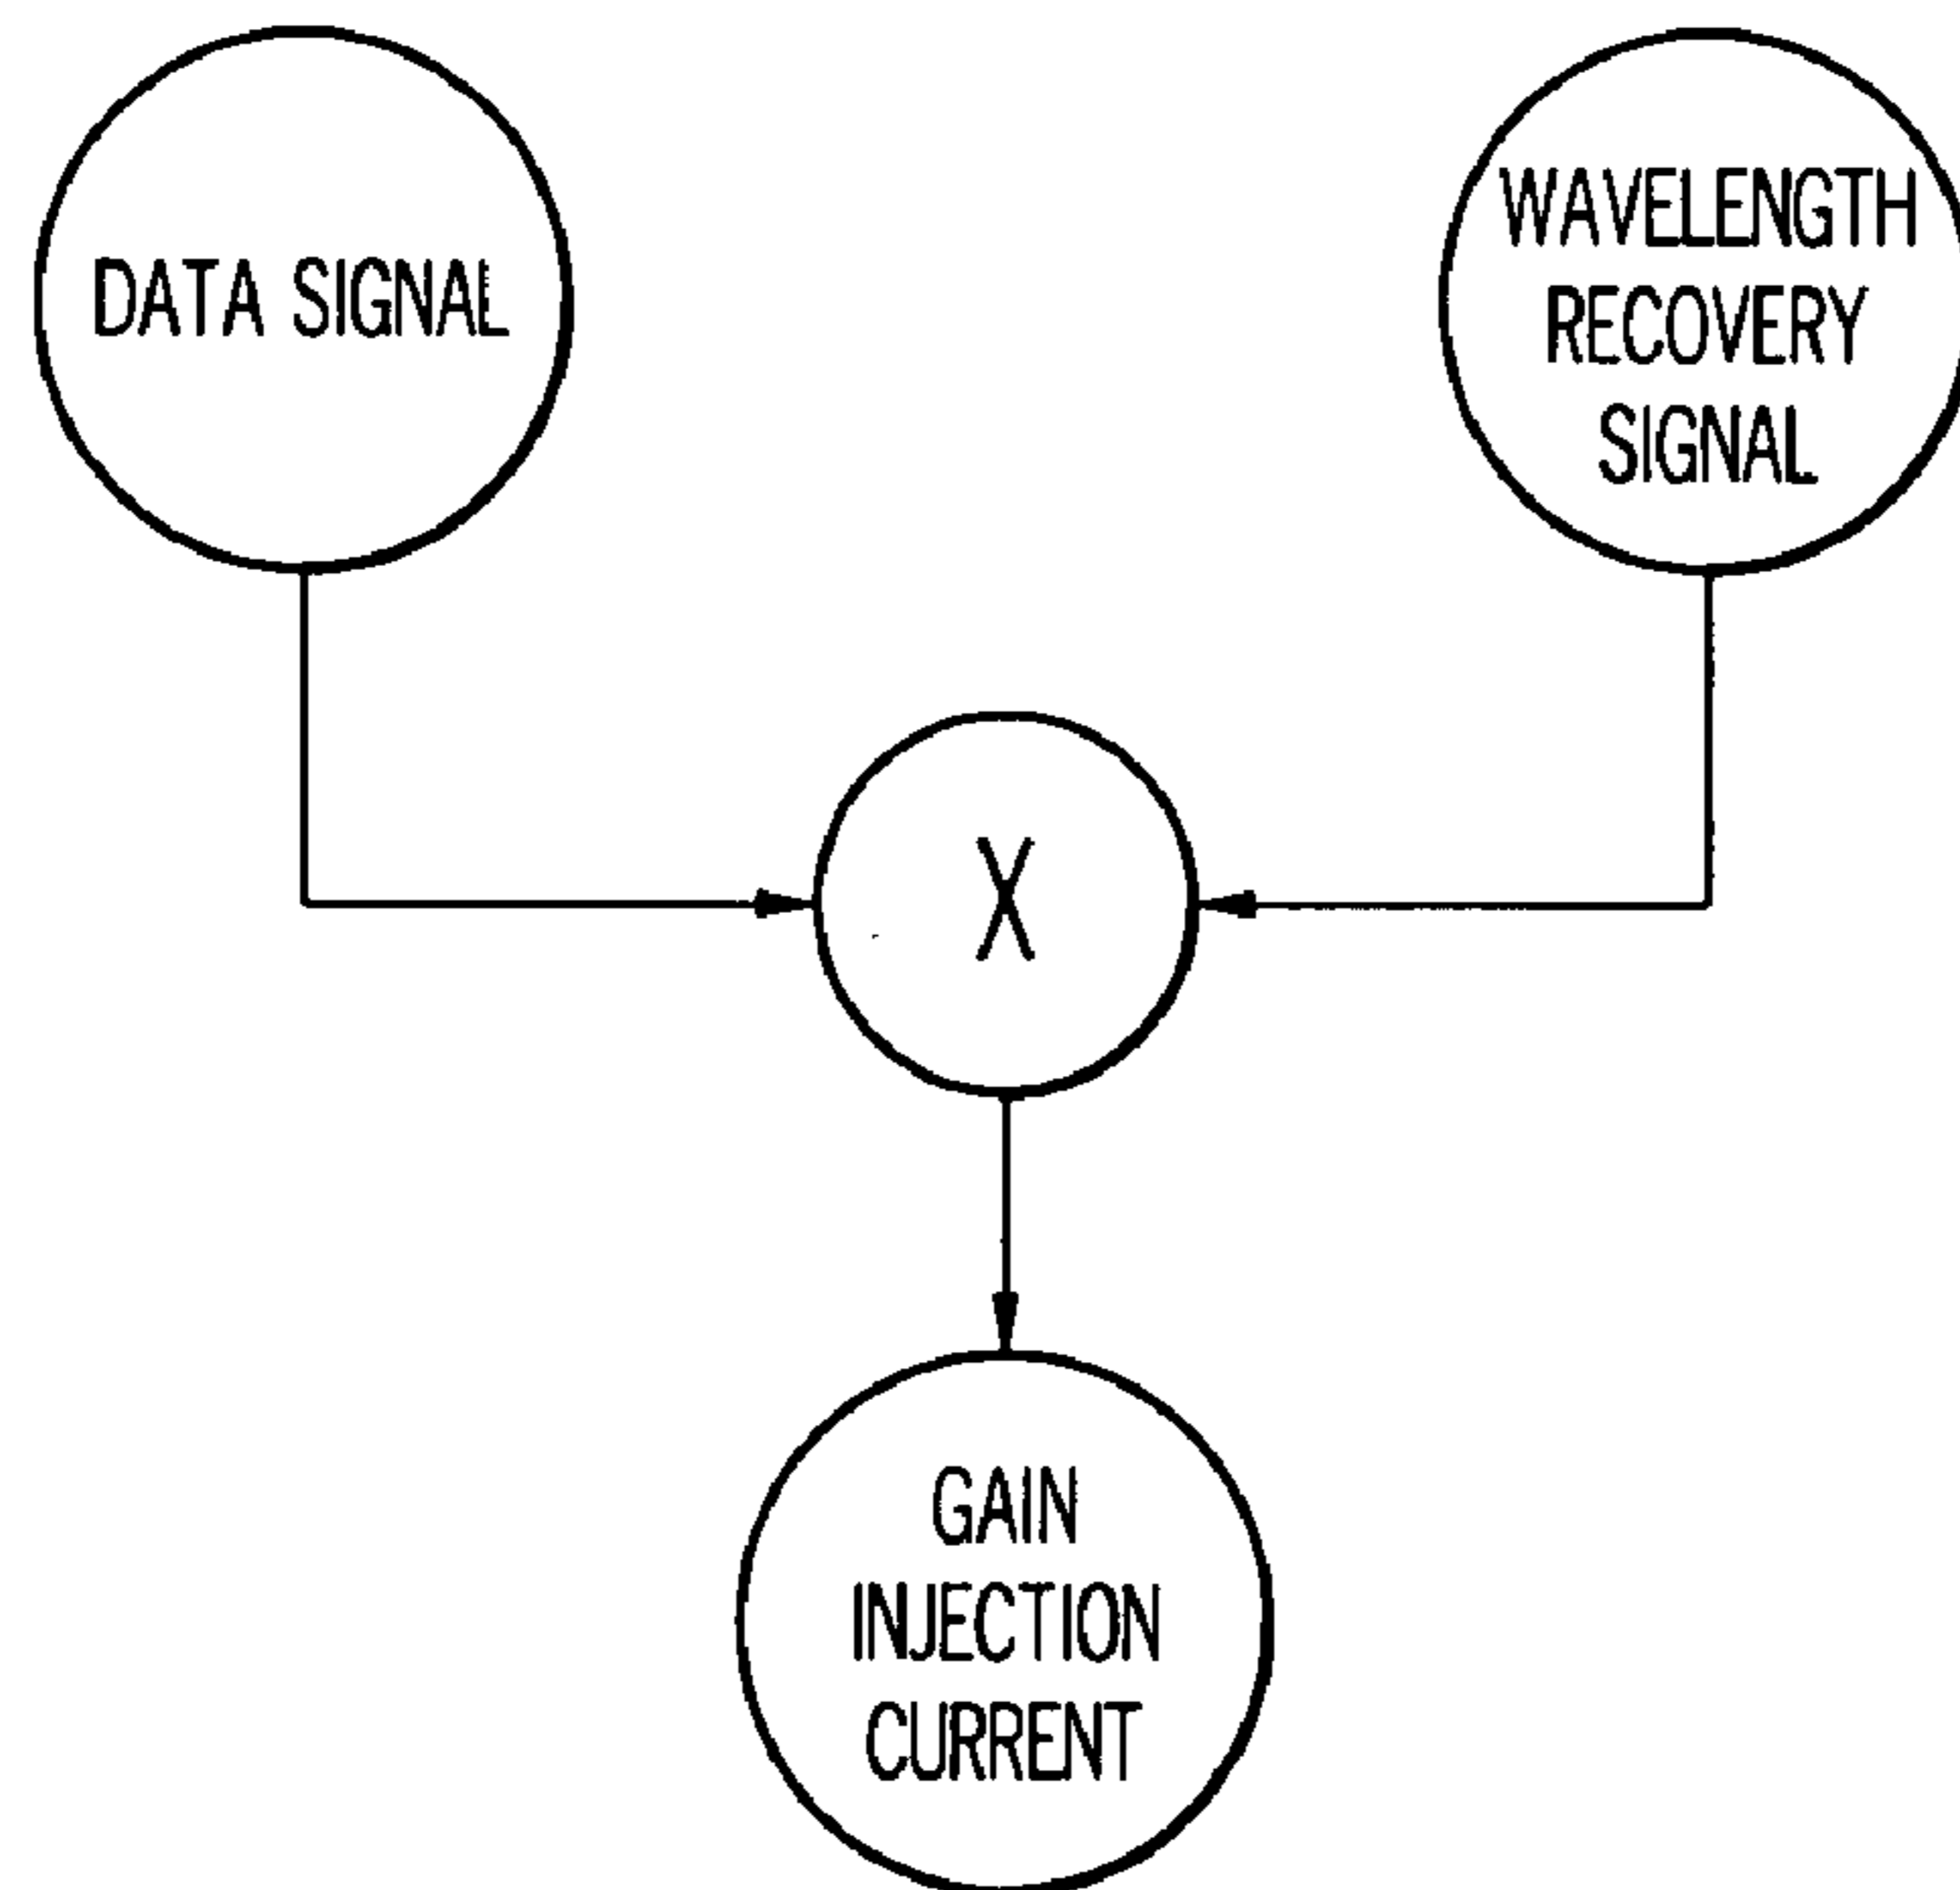 DATA SIGNAL
WAVELENGTH
RECOVERY
SIGNAL
X
GAIN
INJECTION
CURRENT